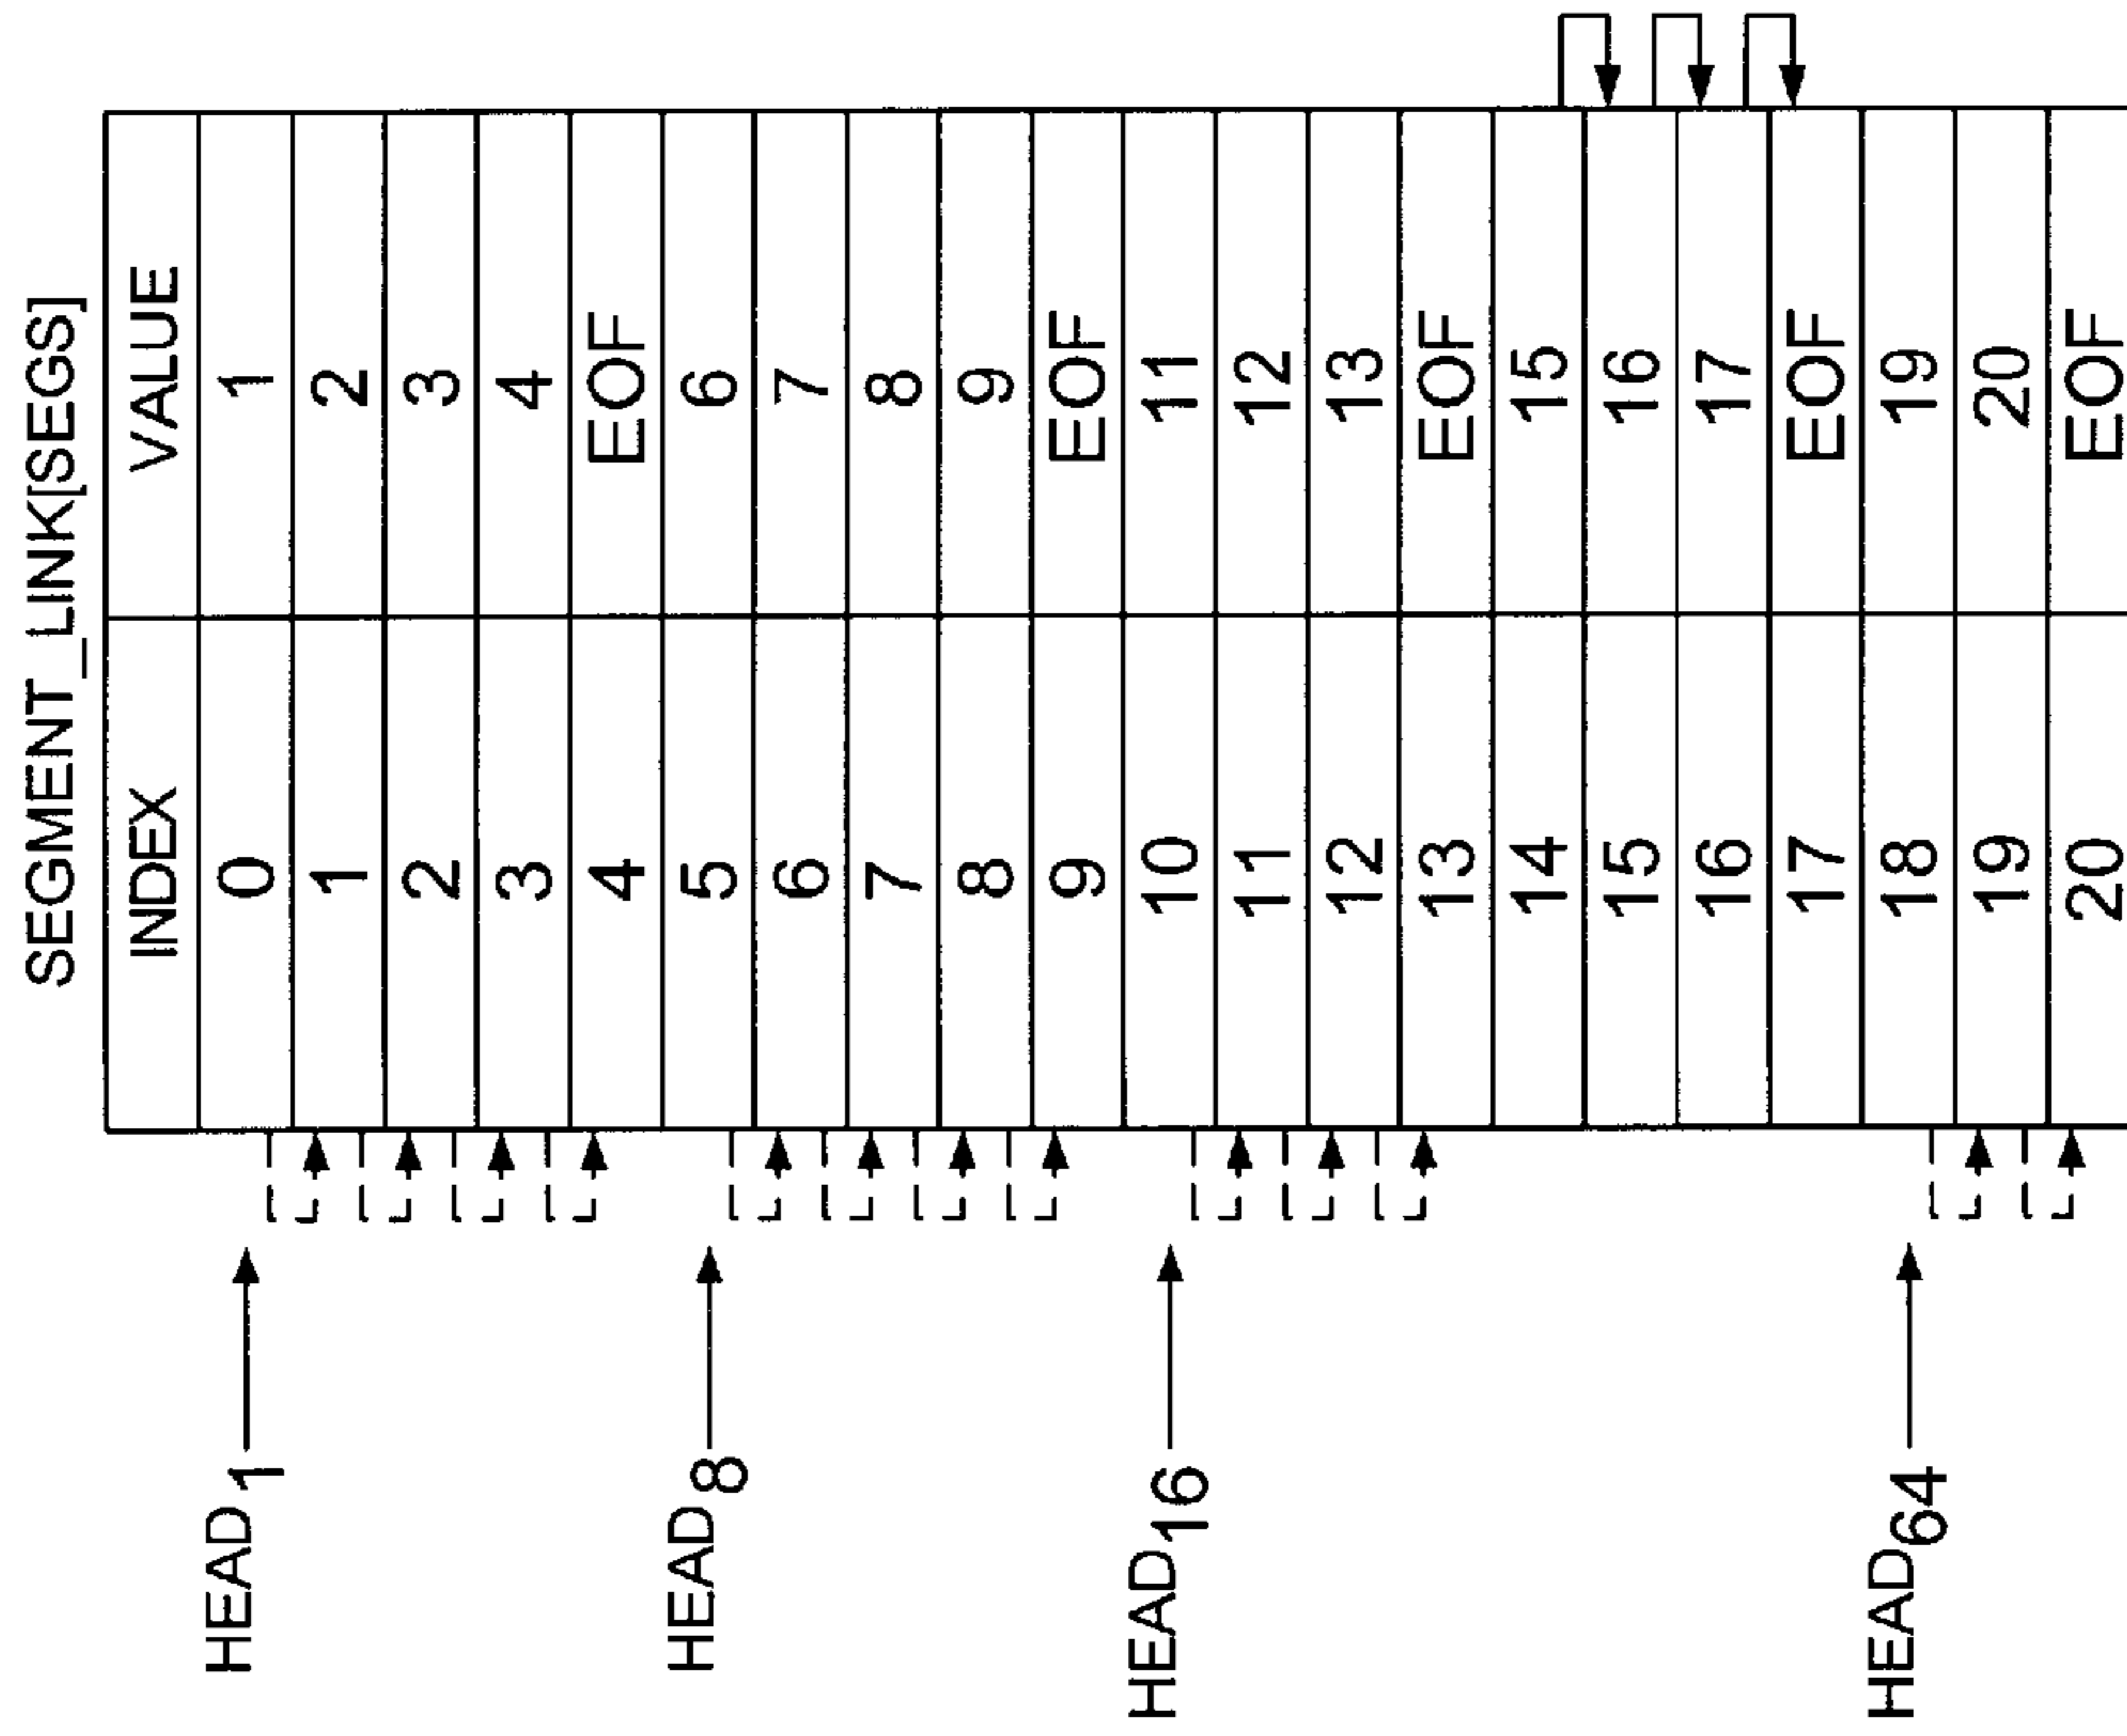 SEGMENT_LINK[SEGS]
INDEX VALUE
HEAD1 0 1
1 2
2 3
3 4
4 EOF
HEAD8 5 6
6 7
7 8
8 9
9 EOF
HEAD16 10 11
11 12
12 13
13 EOF
14 15
15 16
16 17
17 EOF
HEAD64 18 19
19 20
20 EOF